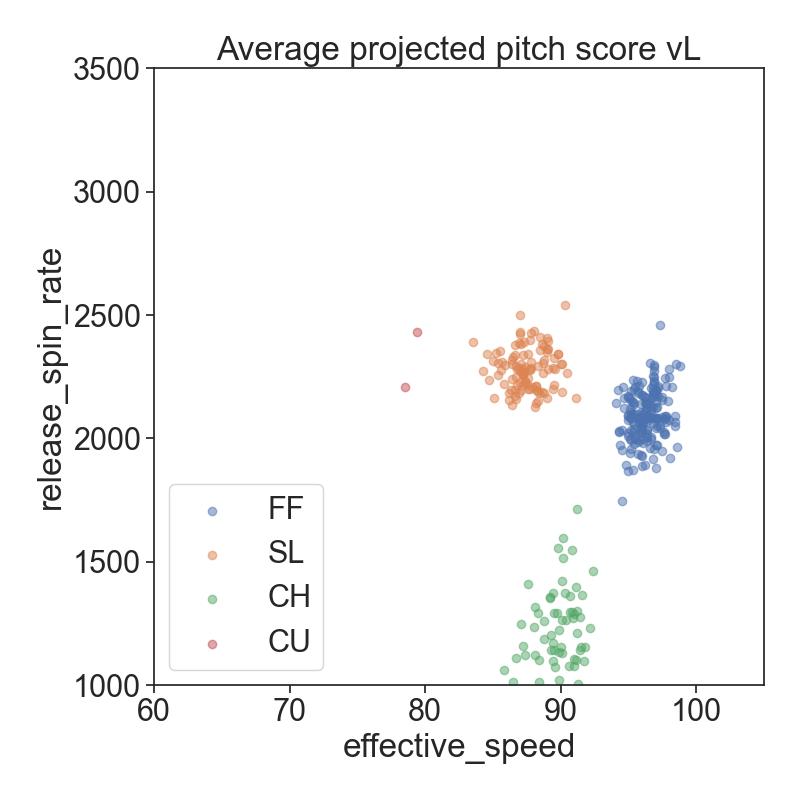 Average projected pitch score vL
3500
3000
2500
2000
1500
1000
release_spin_rate
FF
SL
CH
CU
60 70 80 90 100
effective_speed